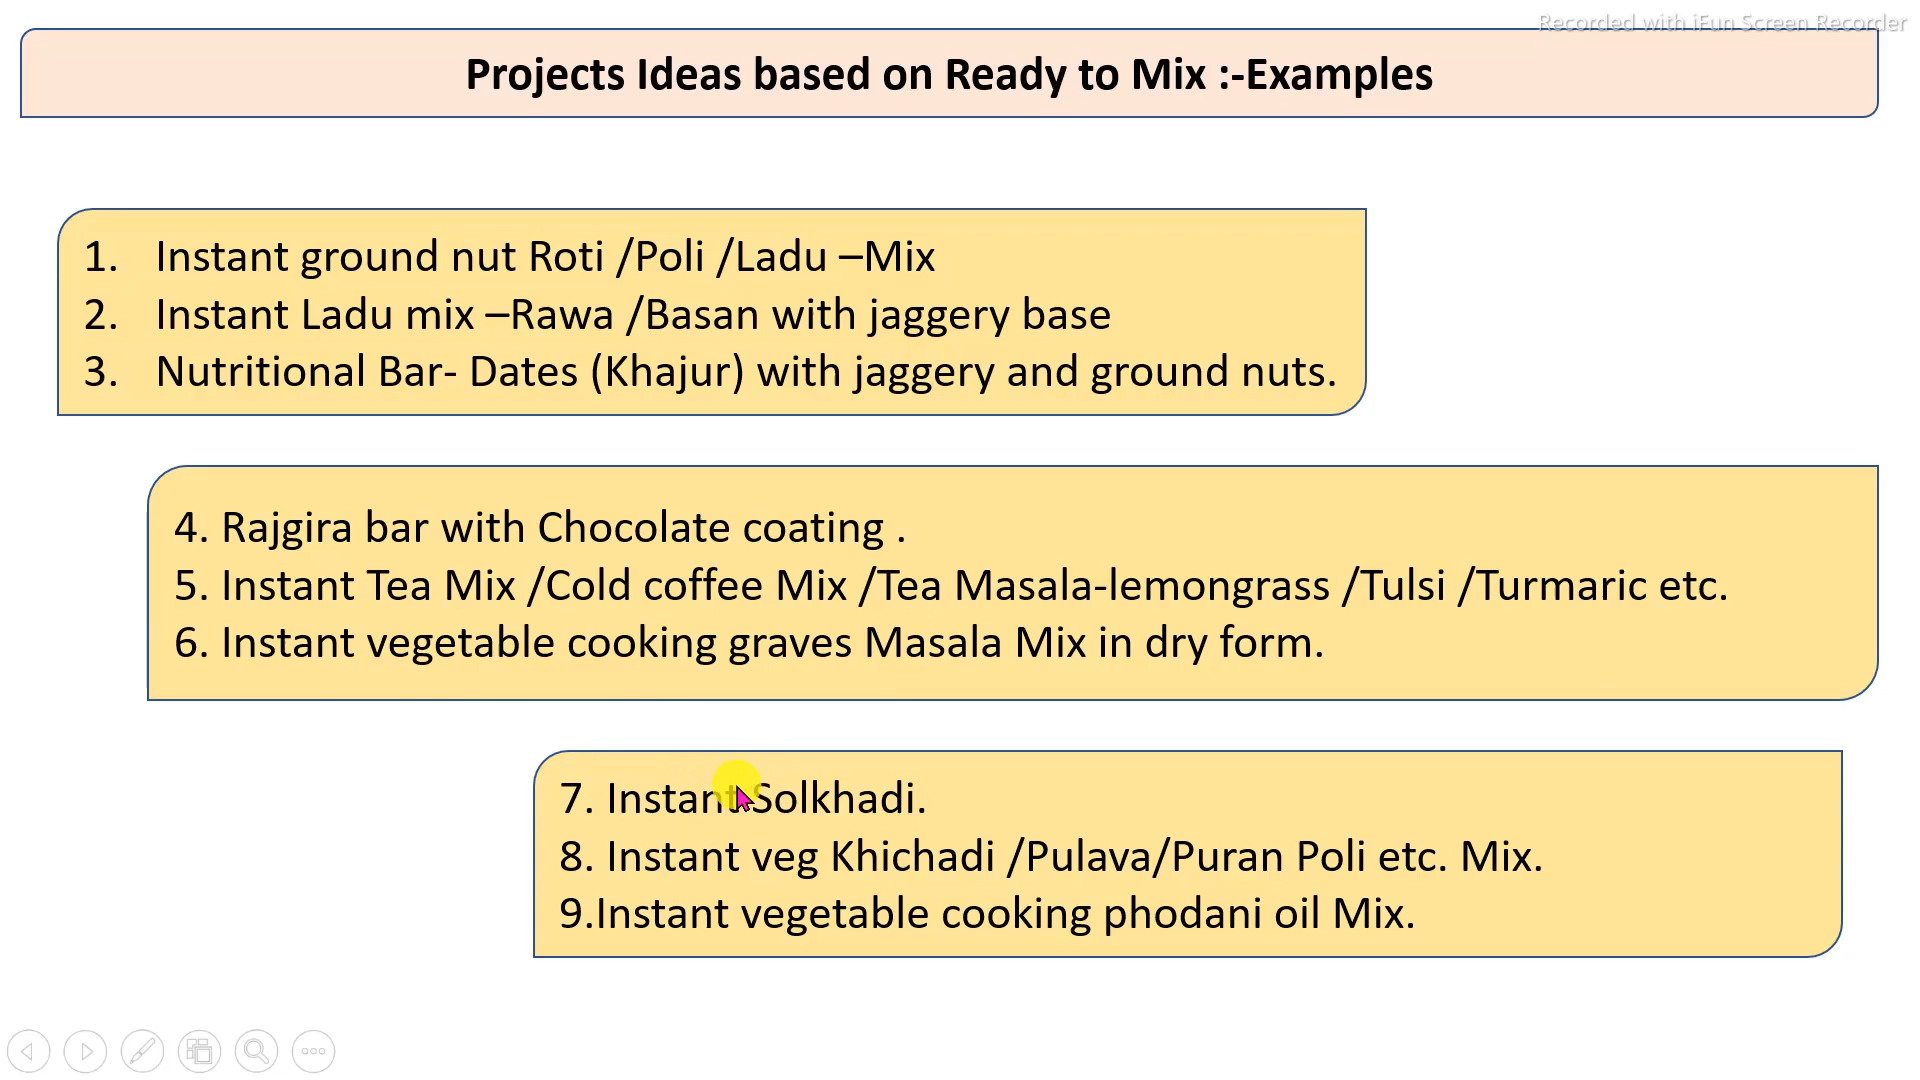 Recorded with iFun Screen Recorder
Projects Ideas based on Ready to Mix :-Examples
1. Instant ground nut Roti /Poli /Ladu –Mix
2. Instant Ladu mix –Rawa /Basan with jaggery base
3. Nutritional Bar- Dates (Khajur) with jaggery and ground nuts.
4. Rajgira bar with Chocolate coating .
5. Instant Tea Mix /Cold coffee Mix /Tea Masala-lemongrass /Tulsi /Turmaric etc.
6. Instant vegetable cooking graves Masala Mix in dry form.
7. Instant Solkhadi.
8. Instant veg Khichadi /Pulava/Puran Poli etc. Mix.
9.Instant vegetable cooking phodani oil Mix.